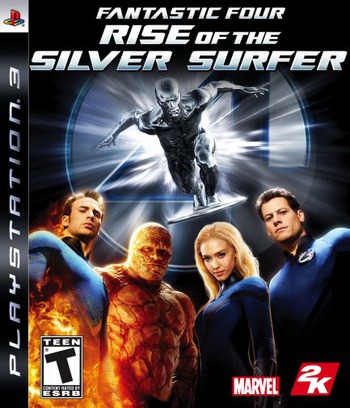 FANTASTIC FOUR
RISE OF THE
SILVER SURFER
PLAYSTATION 3
TEEN
T
CONTENT RATED BY
ESRB
MARVEL
2K